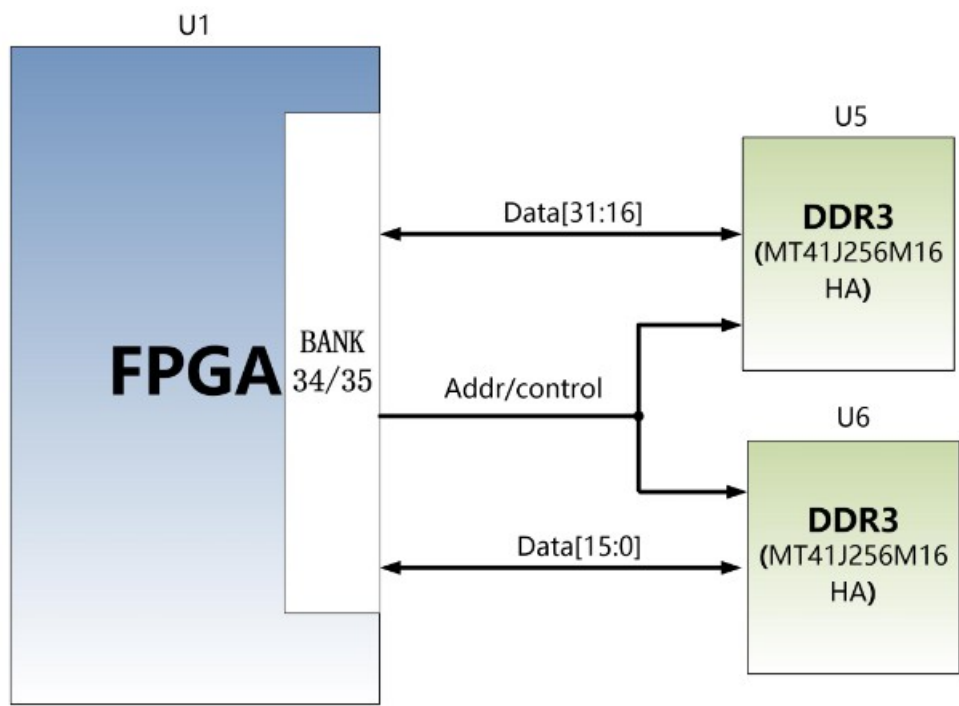 U1
FPGA
BANK
34/35
Data[31:16]
Addr/control
Data[15:0]
U5
DDR3
(MT41J256M16
HA)
U6
DDR3
(MT41J256M16
HA)